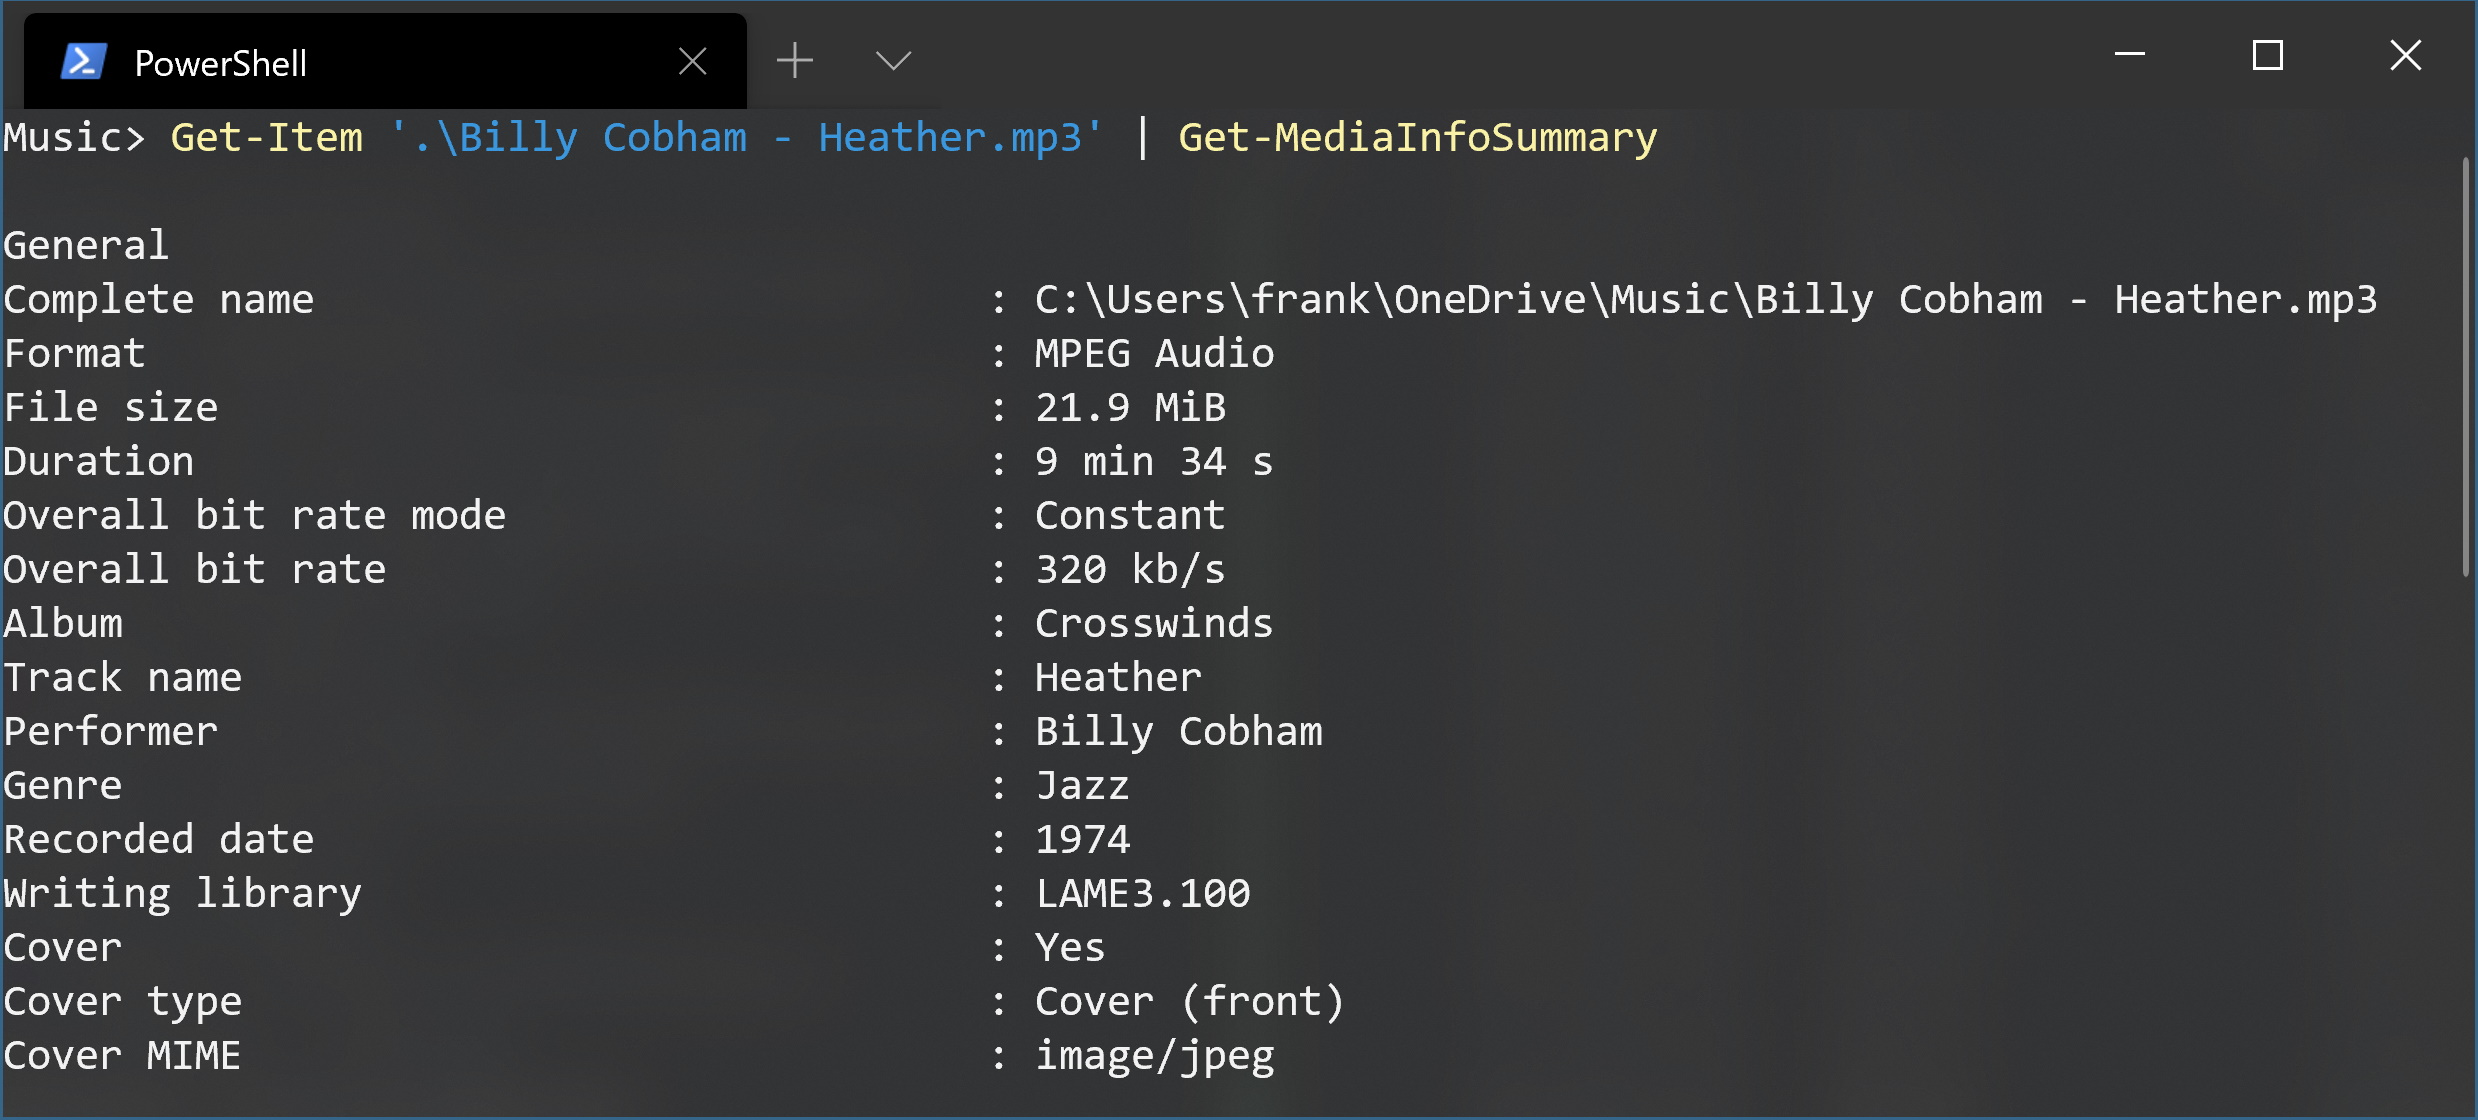 PowerShell
Music> Get-Item '.\Billy Cobham - Heather.mp3' | Get-MediaInfoSummary
General
Complete name : C:\Users\frank\OneDrive\Music\Billy Cobham - Heather.mp3
Format : MPEG Audio
File size : 21.9 MiB
Duration : 9 min 34 s
Overall bit rate mode : Constant
Overall bit rate : 320 kb/s
Album : Crosswinds
Track name : Heather
Performer : Billy Cobham
Genre : Jazz
Recorded date : 1974
Writing library : LAME3.100
Cover : Yes
Cover type : Cover (front)
Cover MIME : image/jpeg